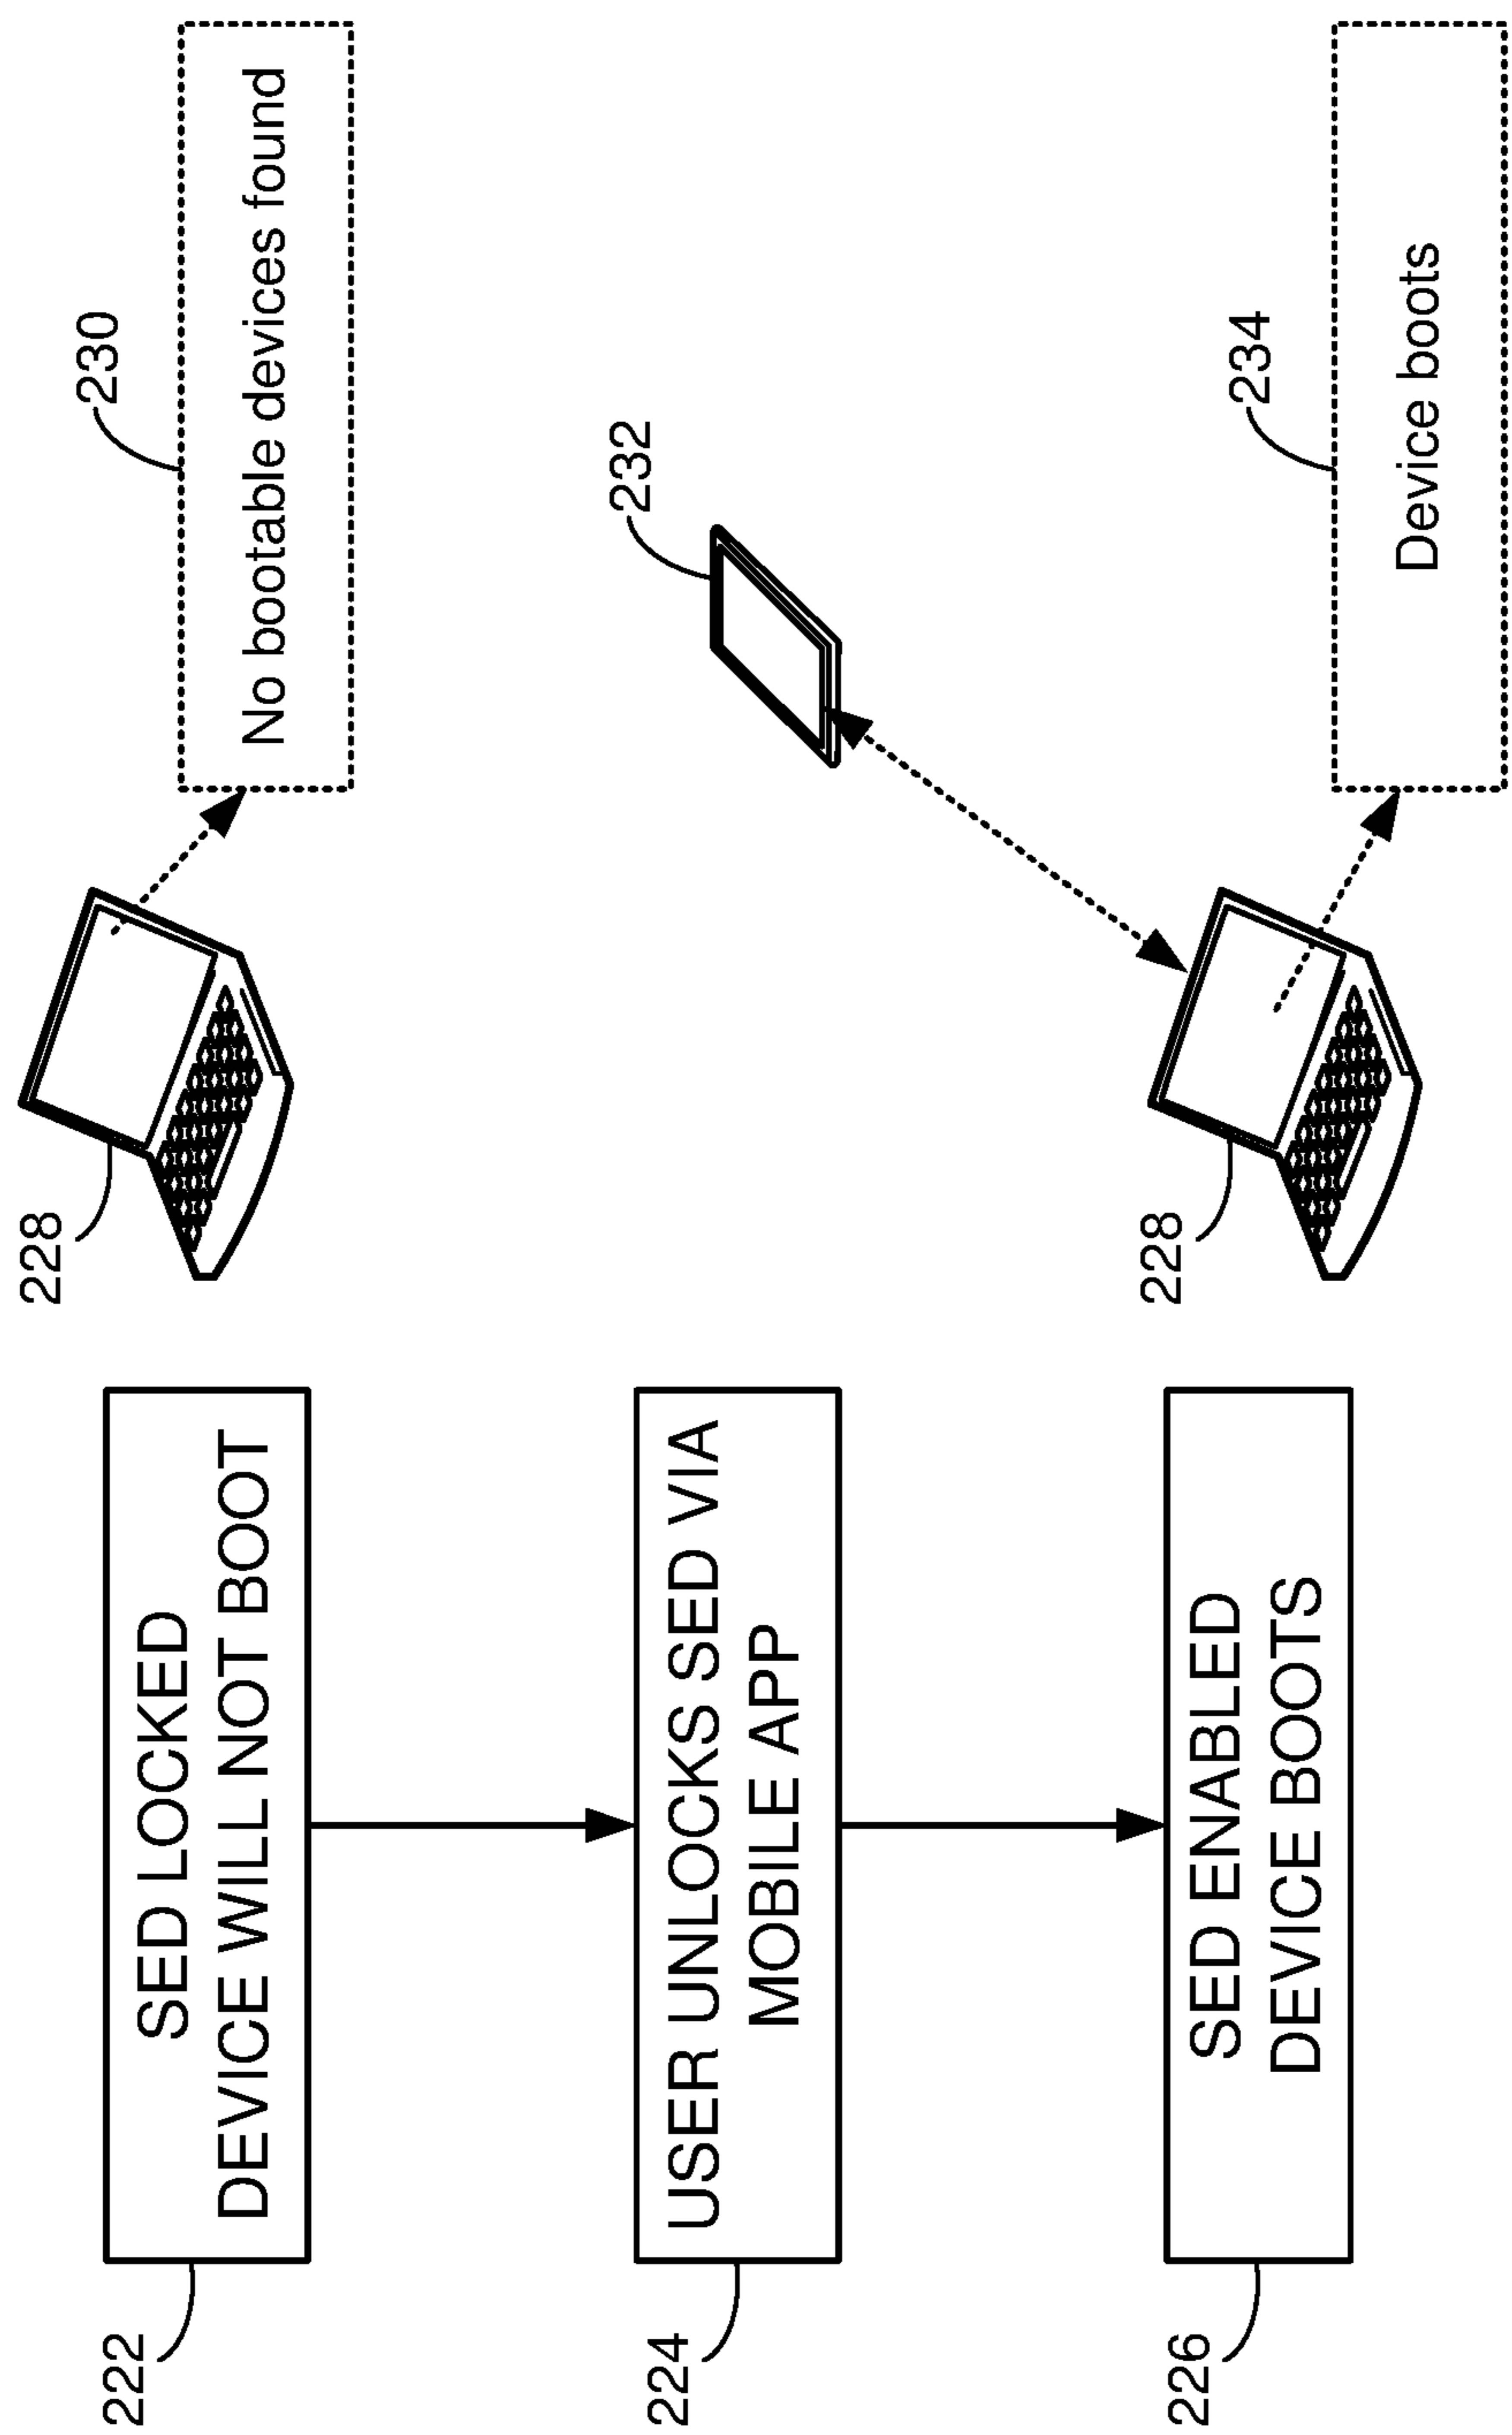 222
SED LOCKED
DEVICE WILL NOT BOOT
228
230
No bootable devices found
224
USER UNLOCKS SED VIA
MOBILE APP
232
226
SED ENABLED
DEVICE BOOTS
228
234
Device boots